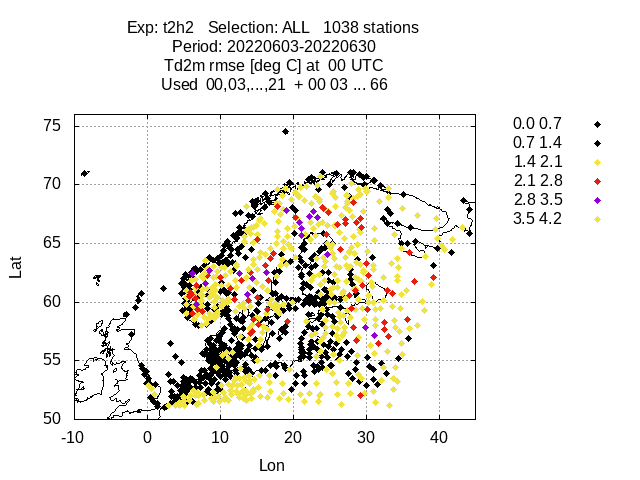 Exp: t2h2   Selection: ALL   1038 stations
Period: 20220603-20220630
Td2m rmse [deg C] at  00 UTC
Used  00,03,...,21  + 00 03 ... 66
0.0 0.7
0.7 1.4
1.4 2.1
2.1 2.8
2.8 3.5
3.5 4.2
75
70
65
60
55
50
Lat
-10 0 10 20 30 40
Lon